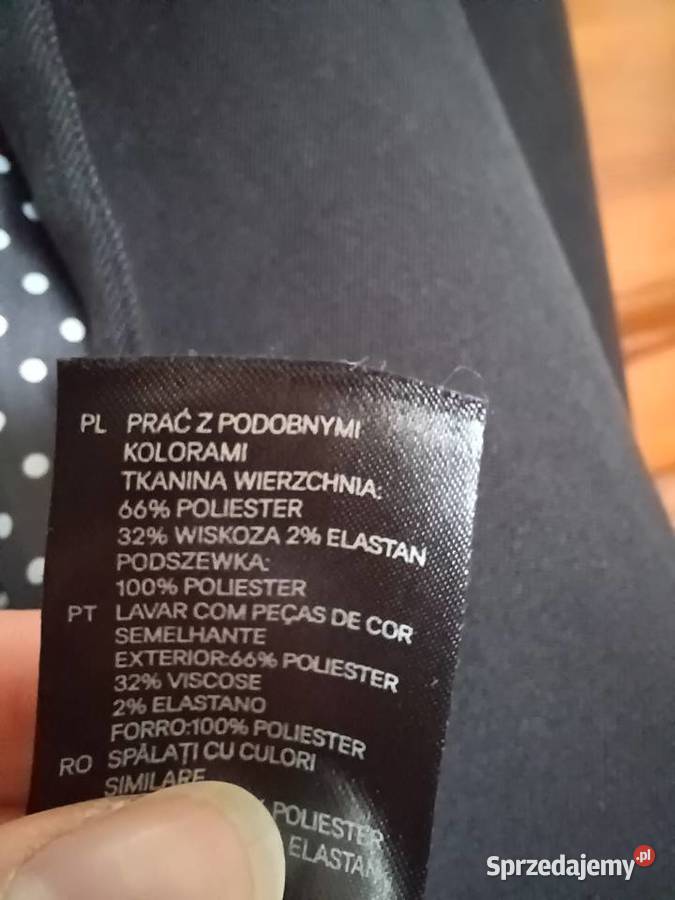 PL PRAĆ Z PODOBNYMI
KOLORAMI
TKANINA WIERZCHNIA:
66% POLIESTER
32% WISKOZA 2% ELASTAN
PODSZEWKA:
100% POLIESTER
PT LAVAR COM PEÇAS DE COR
SEMELHANTE
EXTERIOR:66% POLIESTER
32% VISCOSE
2% ELASTANO
FORRO:100% POLIESTER
RO SPĂLAȚI CU CULORI
SIMILARE
% POLIESTER
ELASTAN
Sprzedajemy.pl